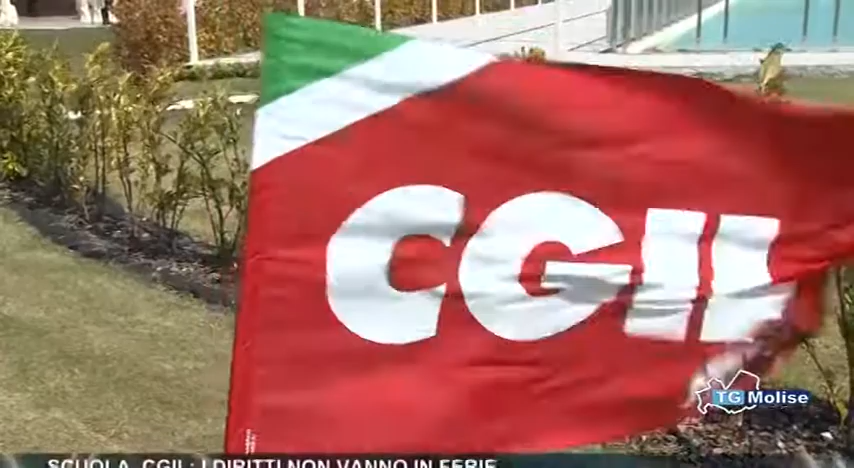 CGIL
TG Molise
SCUOLA, CGIL: I DIRITTI NON VANNO IN FERIE